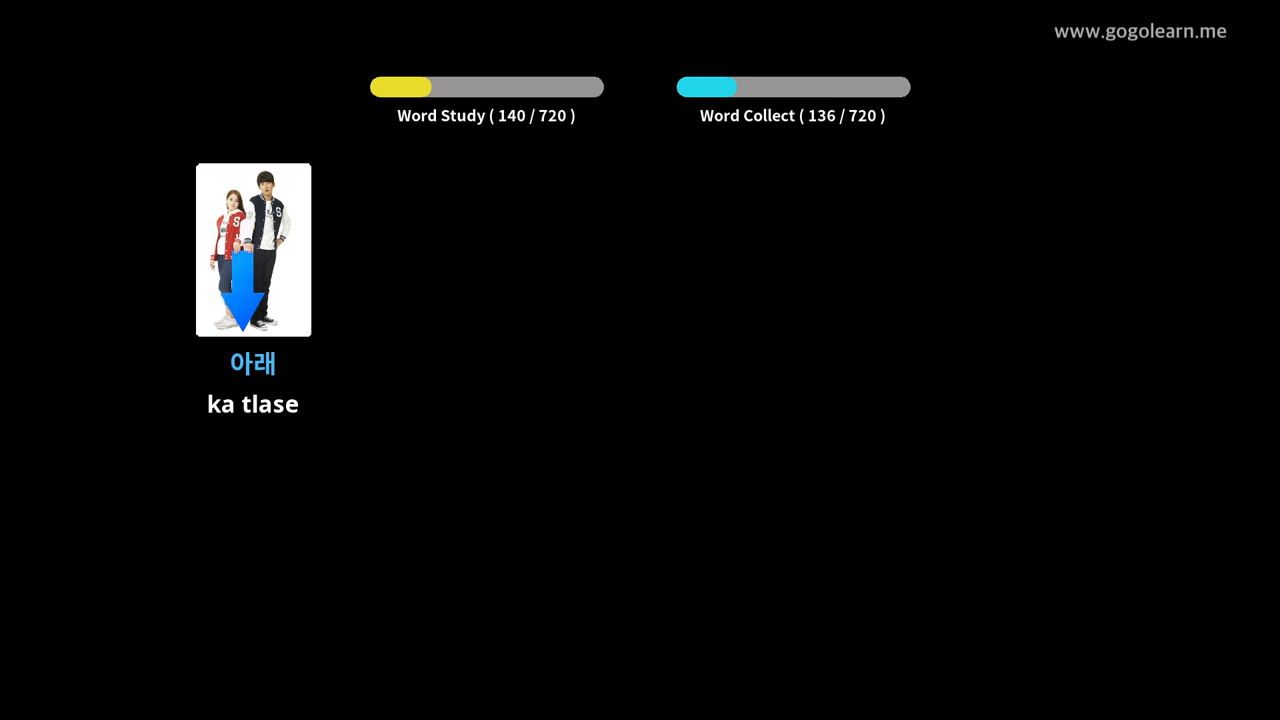 www.gogolearn.me
Word Study ( 140 / 720 )
Word Collect ( 136 / 720 )
S
S
아래
ka tlase